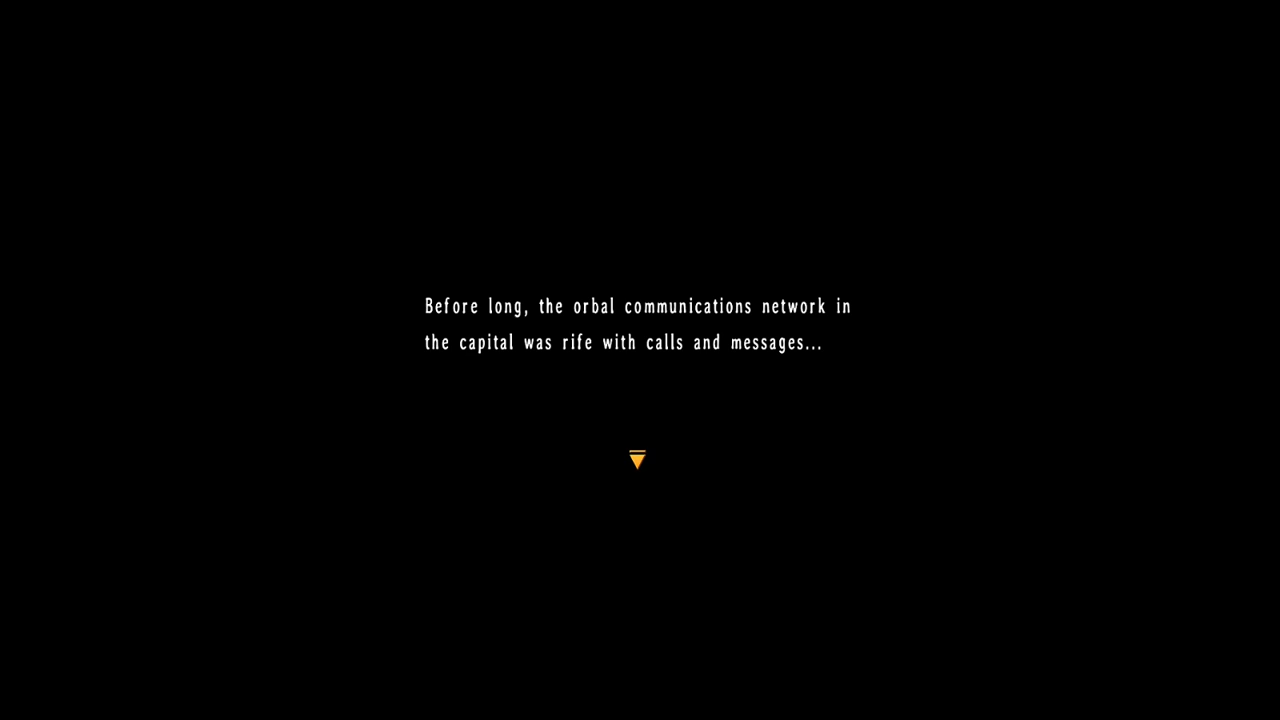 Before long, the orbal communications network in
the capital was rife with calls and messages...